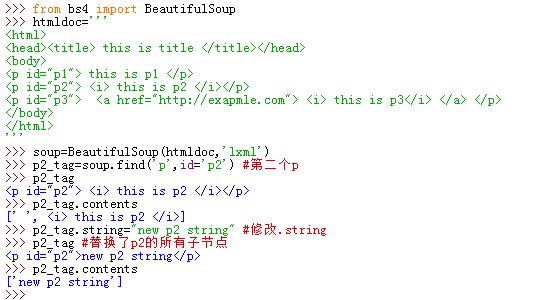 >>> from bs4 import BeautifulSoup
>>> htmldoc='''
<html>
<head><title> this is title </title></head>
<body>
<p id="p1"> this is p1 </p>
<p id="p2"> <i> this is p2 </i></p>
<p id="p3">  <a href="http://exapmle.com"> <i> this is p3</i> </a> </p>
</body>
</html>
'''
>>> soup=BeautifulSoup(htmldoc,'lxml')
>>> p2_tag=soup.find('p',id='p2') #第二个p
>>> p2_tag
<p id="p2"> <i> this is p2 </i></p>
>>> p2_tag.contents
[' ', <i> this is p2 </i>]
>>> p2_tag.string="new p2 string" #修改.string
>>> p2_tag #替换了p2的所有子节点
<p id="p2">new p2 string</p>
>>> p2_tag.contents
['new p2 string']
>>>